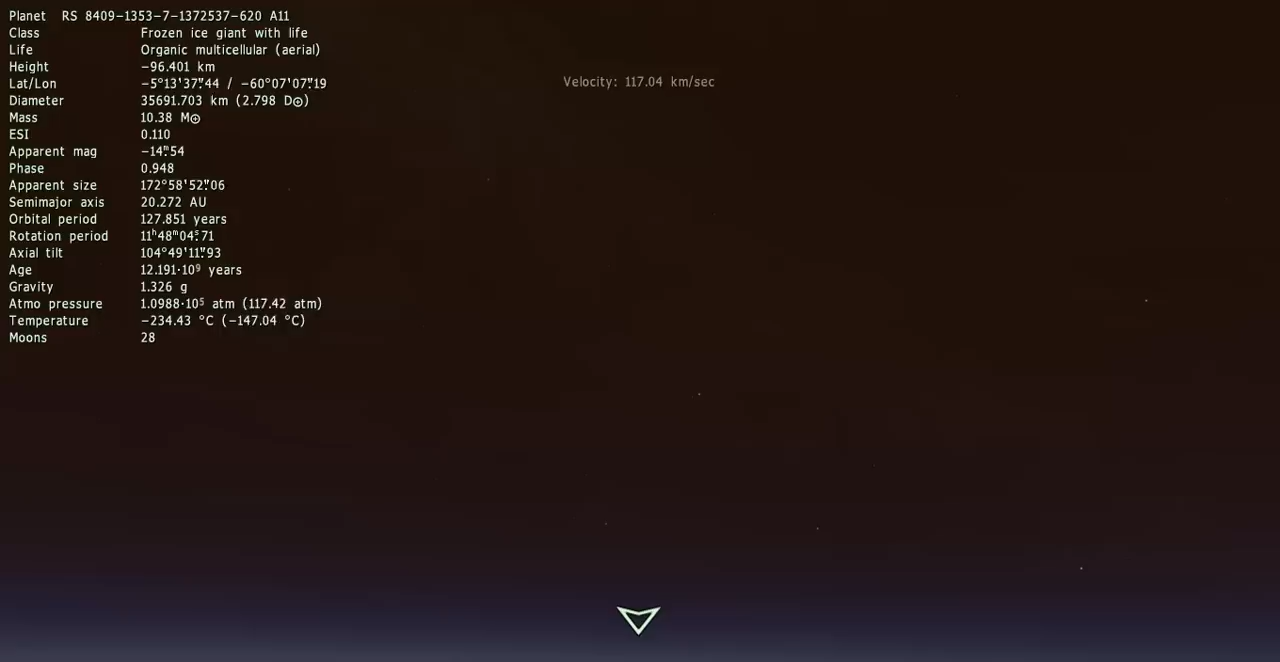 Planet RS 8409-1353-7-1372537-620 A11
Class Frozen ice giant with life
Life Organic multicellular (aerial)
Height -96.401 km
Lat/Lon -5°13'37."44 / -60°07'07."19
Diameter 35691.703 km (2.798 D⊙)
Mass 10.38 M⊙
ESI 0.110
Apparent mag -14.ᵐ54
Phase 0.948
Apparent size 172°58'52."06
Semimajor axis 20.272 AU
Orbital period 127.851 years
Rotation period 11ʰ48ᵐ04.ˢ71
Axial tilt 104°49'11."93
Age 12.191·10⁹ years
Gravity 1.326 g
Atmo pressure 1.0988·10⁵ atm (117.42 atm)
Temperature -234.43 °C (-147.04 °C)
Moons 28
Velocity: 117.04 km/sec